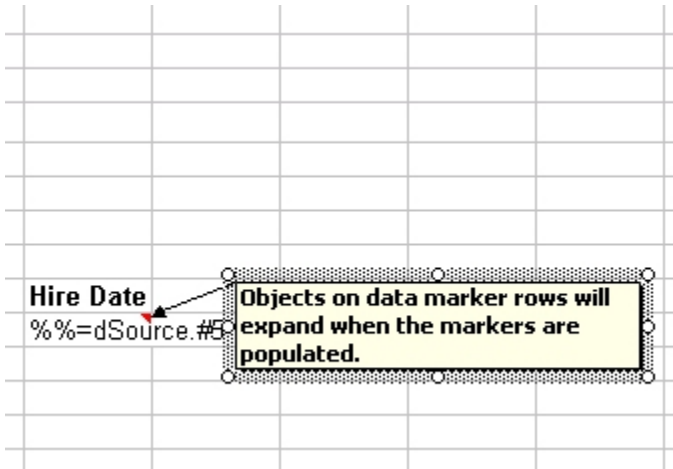 Hire Date
%%=dSource.#5
Objects on data marker rows will
expand when the markers are
populated.